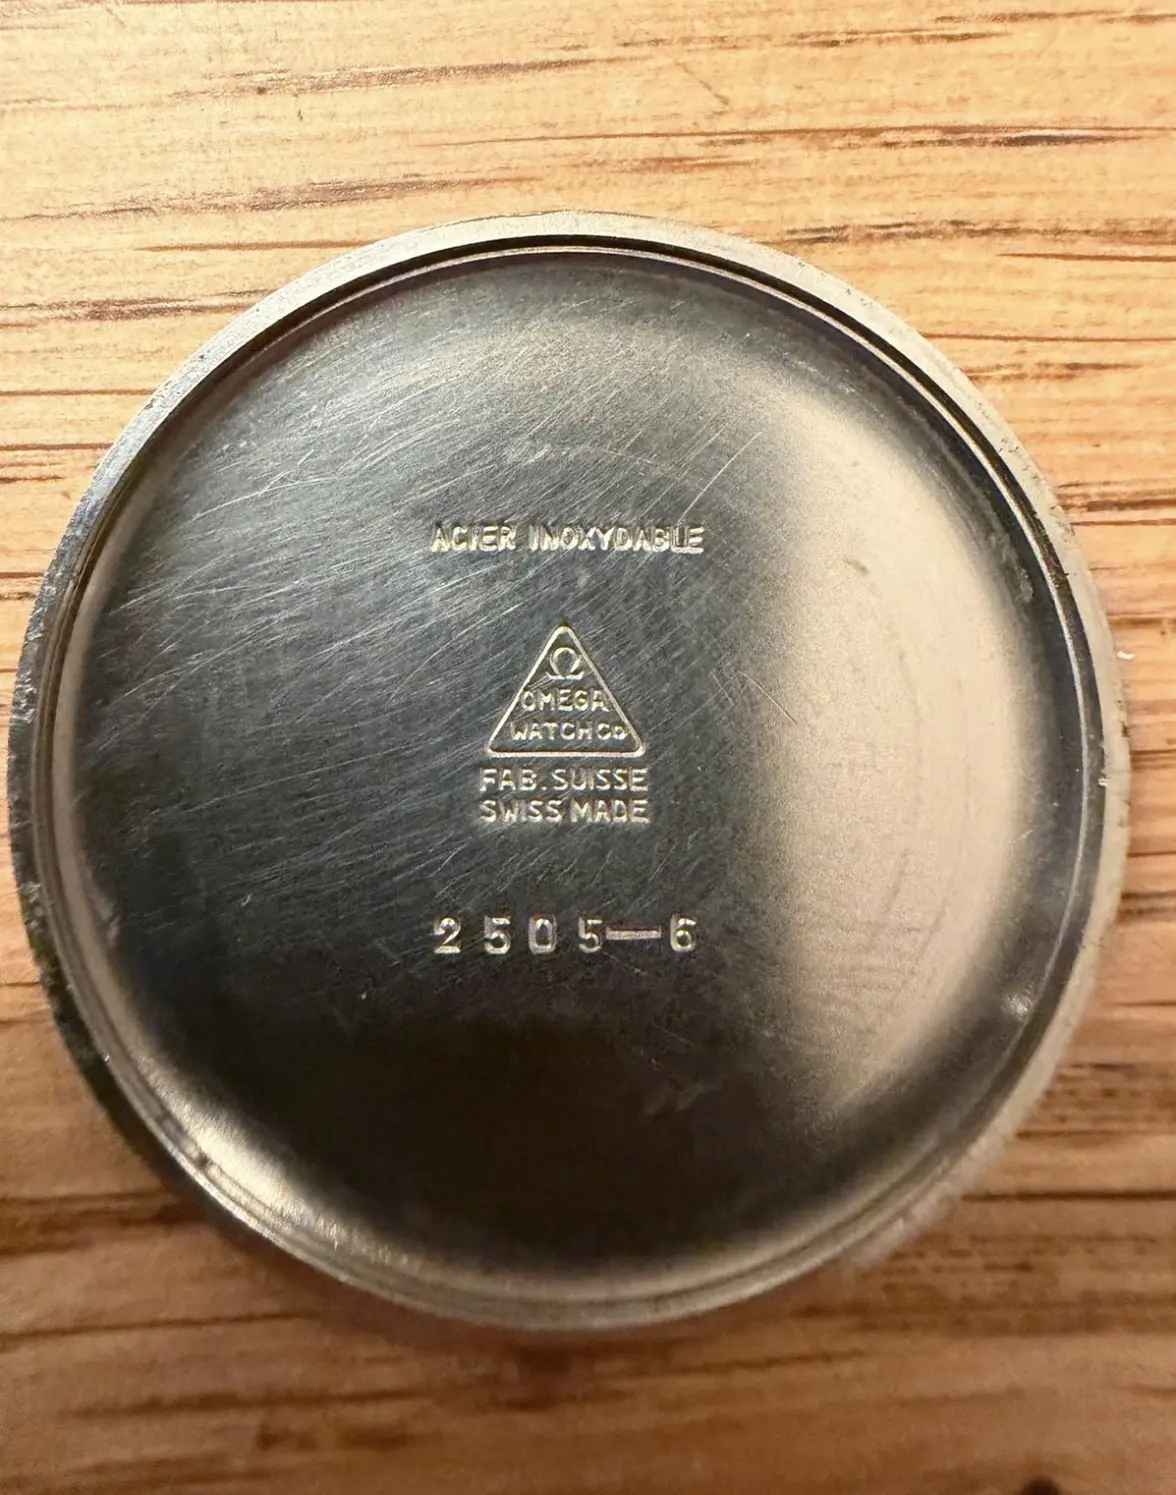 ACIER INOXYDABLE
Ω
OMEGA
WATCH Co
FAB. SUISSE
SWISS MADE
2505-6